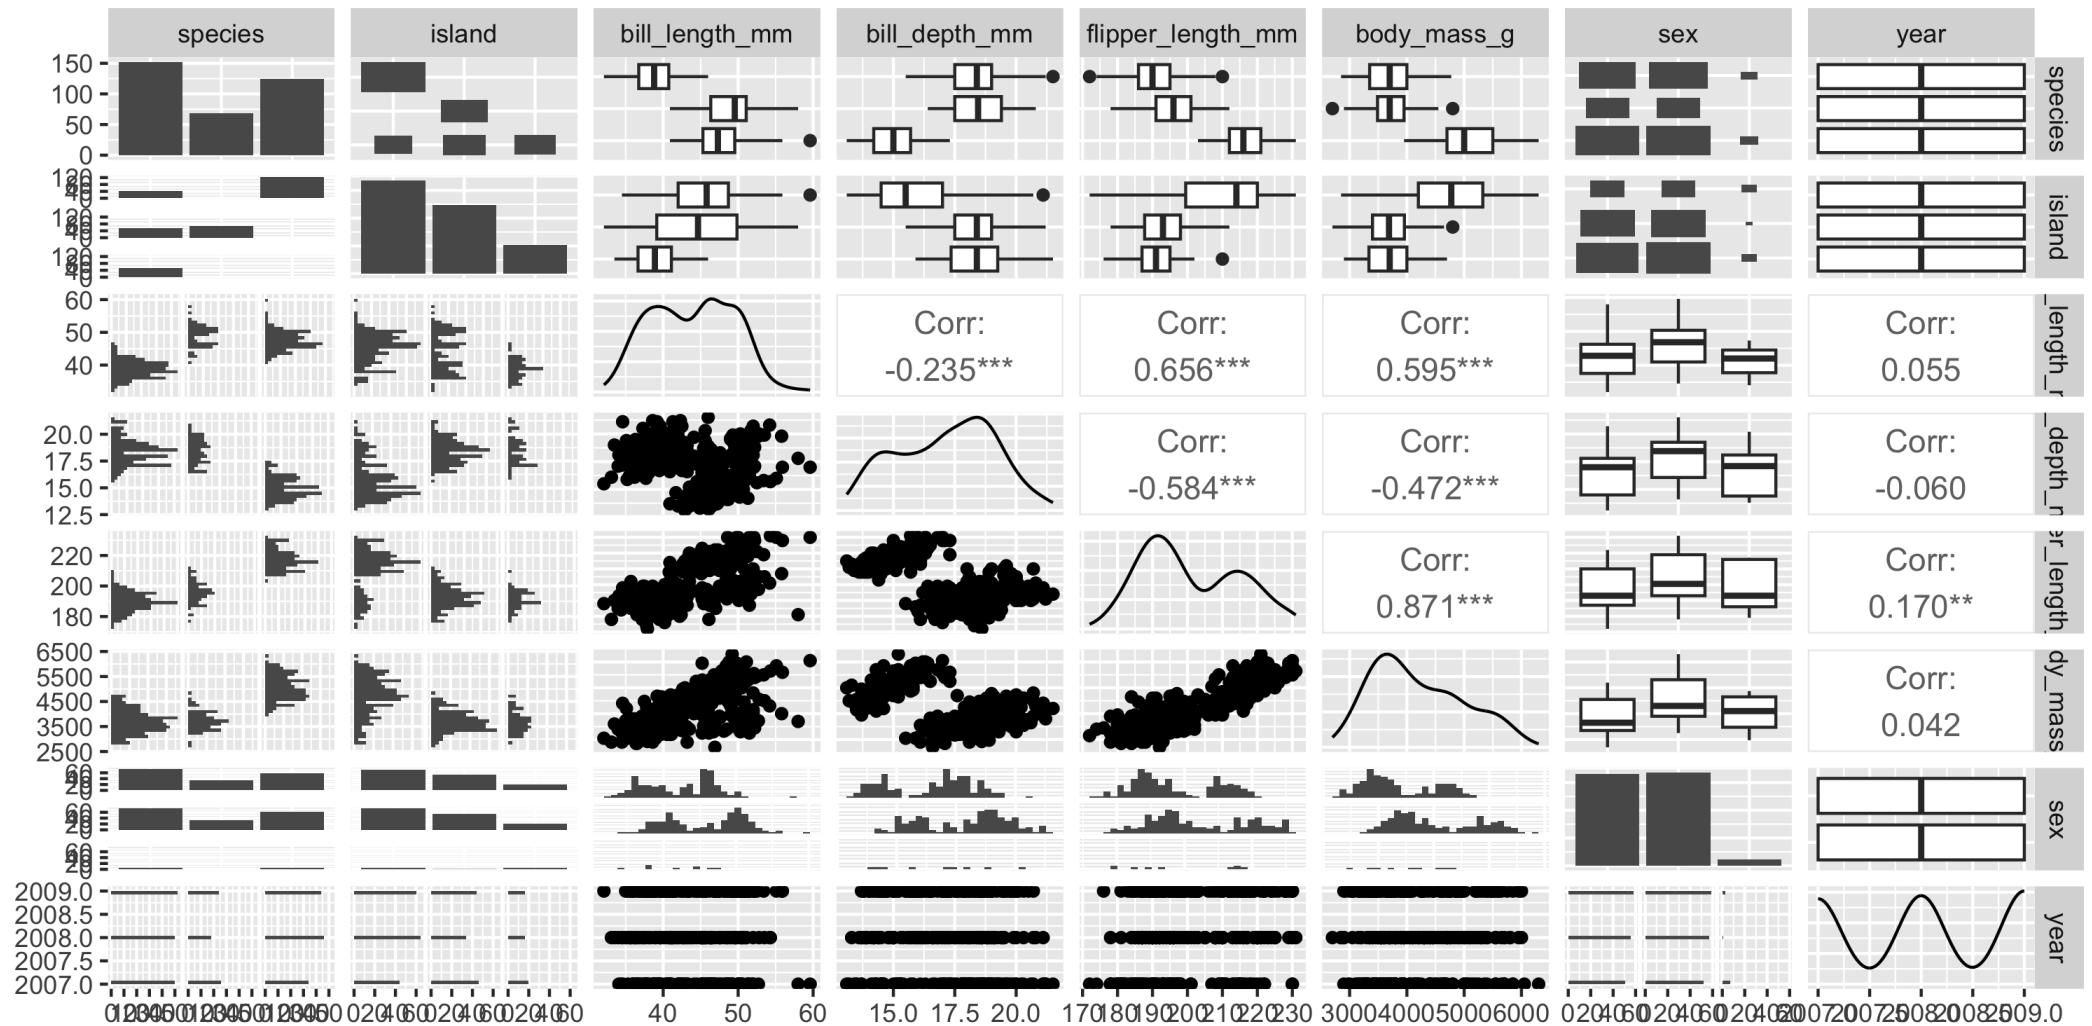 species island bill_length_mm bill_depth_mm flipper_length_mm body_mass_g sex year
150
100
50
0
species
island
60
50
40
Corr:
-0.235***
Corr:
0.656***
Corr:
0.595***
Corr:
0.055
_length_r
20.0
17.5
15.0
12.5
Corr:
-0.584***
Corr:
-0.472***
Corr:
-0.060
_depth_n
220
200
180
Corr:
0.871***
Corr:
0.170**
er_length_
6500
5500
4500
3500
2500
Corr:
0.042
dy_mass
sex
2009.0
2008.5
2008.0
2007.5
2007.0
year
40 50 60
15.0 17.5 20.0
170 180 190 200 210 220 230
3000 4000 5000 6000